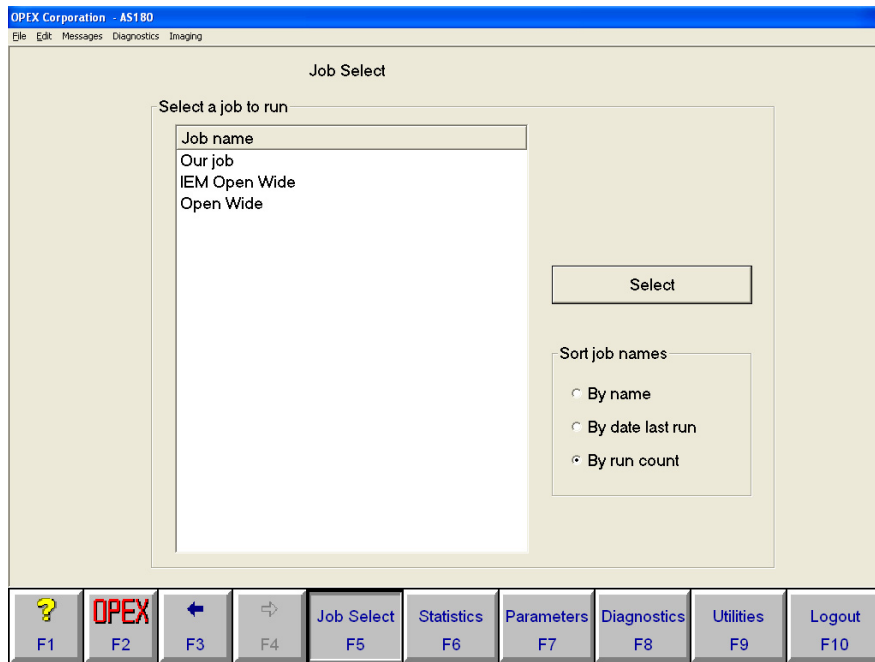 OPEX Corporation - AS180
File Edit Messages Diagnostics Imaging
Job Select
Select a job to run
Job name
Our job
IEM Open Wide
Open Wide
Select
Sort job names
By name
By date last run
By run count
? OPEX Job Select Statistics Parameters Diagnostics Utilities Logout
F1 F2 F3 F4 F5 F6 F7 F8 F9 F10